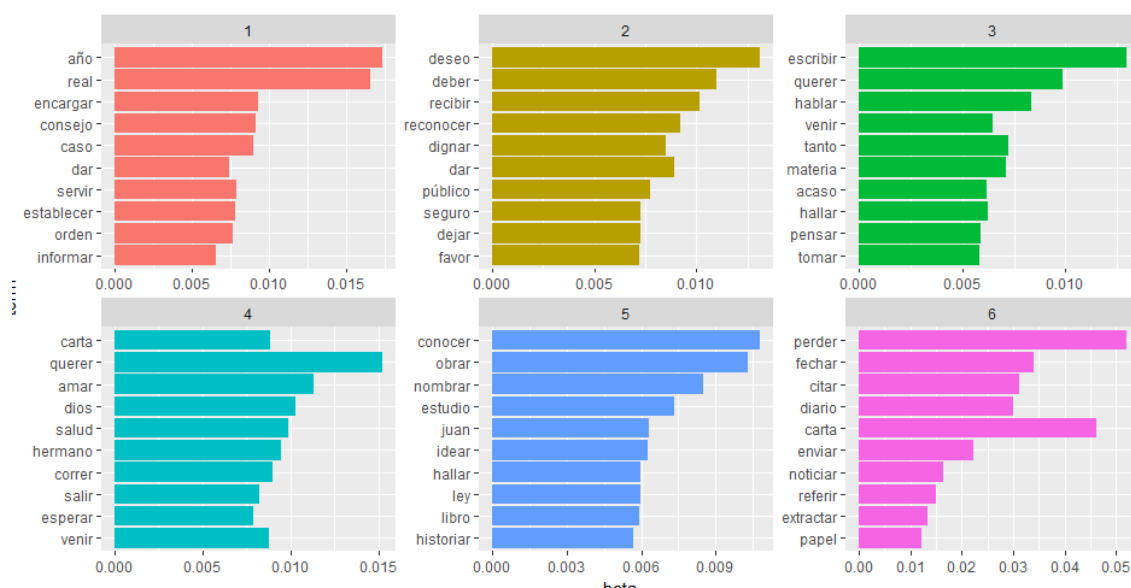 1
año
real
encargar
consejo
caso
dar
servir
establecer
orden
informar
0.000 0.005 0.010 0.015
2
deseo
deber
recibir
reconocer
dignar
dar
público
seguro
dejar
favor
0.000 0.005 0.010
3
escribir
querer
hablar
venir
tanto
materia
acaso
hallar
pensar
tomar
0.000 0.005 0.010
4
carta
querer
amar
dios
salud
hermano
correr
salir
esperar
venir
0.000 0.005 0.010 0.015
5
conocer
obrar
nombrar
estudio
juan
idear
hallar
ley
libro
historiar
0.000 0.003 0.006 0.009
6
perder
fechar
citar
diario
carta
enviar
noticiar
referir
extractar
papel
0.00 0.01 0.02 0.03 0.04 0.05